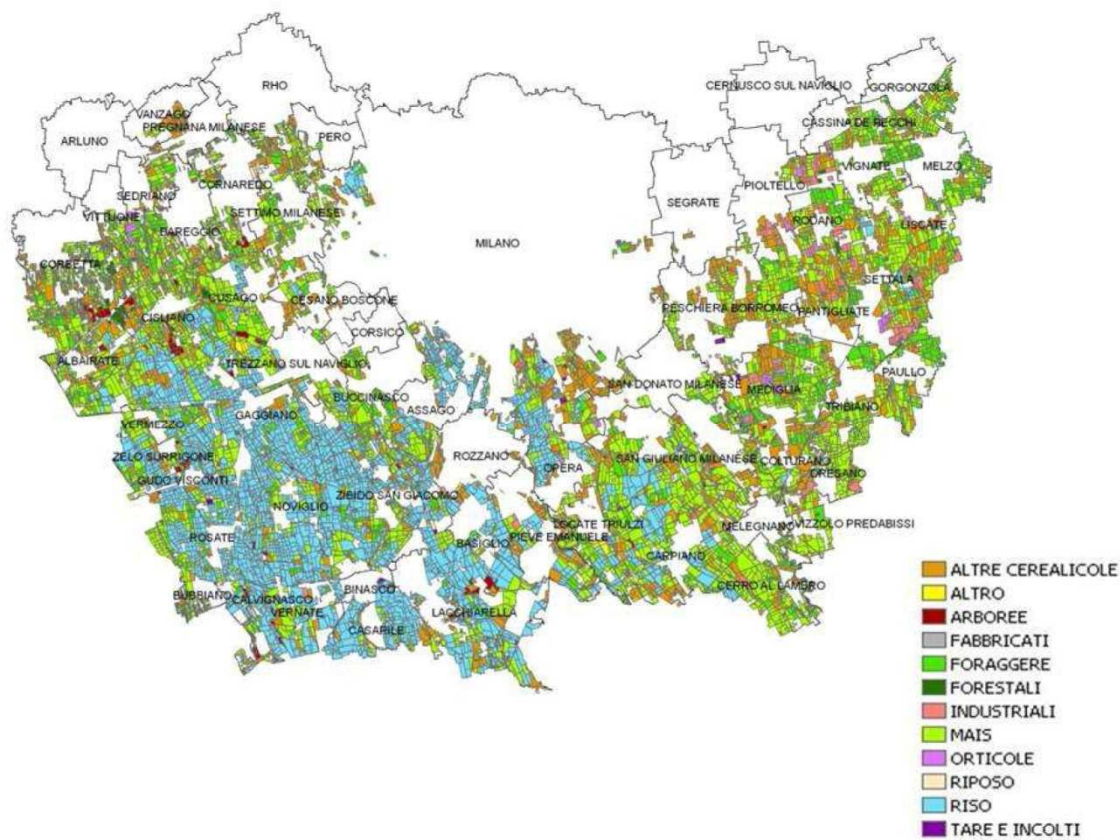 RHO
CERNUSCO SUL NAVIGLIO
GORGONZOLA
VANZAGO
PREGNANA MILANESE
CASSINA DE PECCHI
ARLUNO
PERO
VIGNATE
MELZO
CORNAREDO
PIOLTELLO
SEDRIANO
SEGRATE
SETTIMO MILANESE
VITTUONE
RODANO
LISCATE
BAREGGIO
MILANO
CORBETTA
SETTALA
CUSAGO
CESANO BOSCONE
PESCHIERA BORROMEO
PANTIGLIATE
CISLIANO
CORSICO
ALBAIRATE
TREZZANO SUL NAVIGLIO
PAULLO
SAN DONATO MILANESE
MEDIGLIA
BUCCINASCO
TRIBIANO
GAGGIANO
ASSAGO
VERMEZZO
ZELO SURRIGONE
ROZZANO
SAN GIULIANO MILANESE
COLTURANO
OPERA
DRESANO
GUDO VISCONTI
ZIBIDO SAN GIACOMO
NOVIGLIO
LOCATE TRIULZI
MELEGNANO
VIZZOLO PREDABISSI
ROSATE
BASIGLIO
PIEVE EMANUELE
CARPIANO
CERRO AL LAMBRO
BINASCO
BUBBIANO
CALVIGNASCO
VERNATE
LACCHIARELLA
CASARILE
ALTRE CEREALICOLE
ALTRO
ARBOREE
FABBRICATI
FORAGGERE
FORESTALI
INDUSTRIALI
MAIS
ORTICOLE
RIPOSO
RISO
TARE E INCOLTI